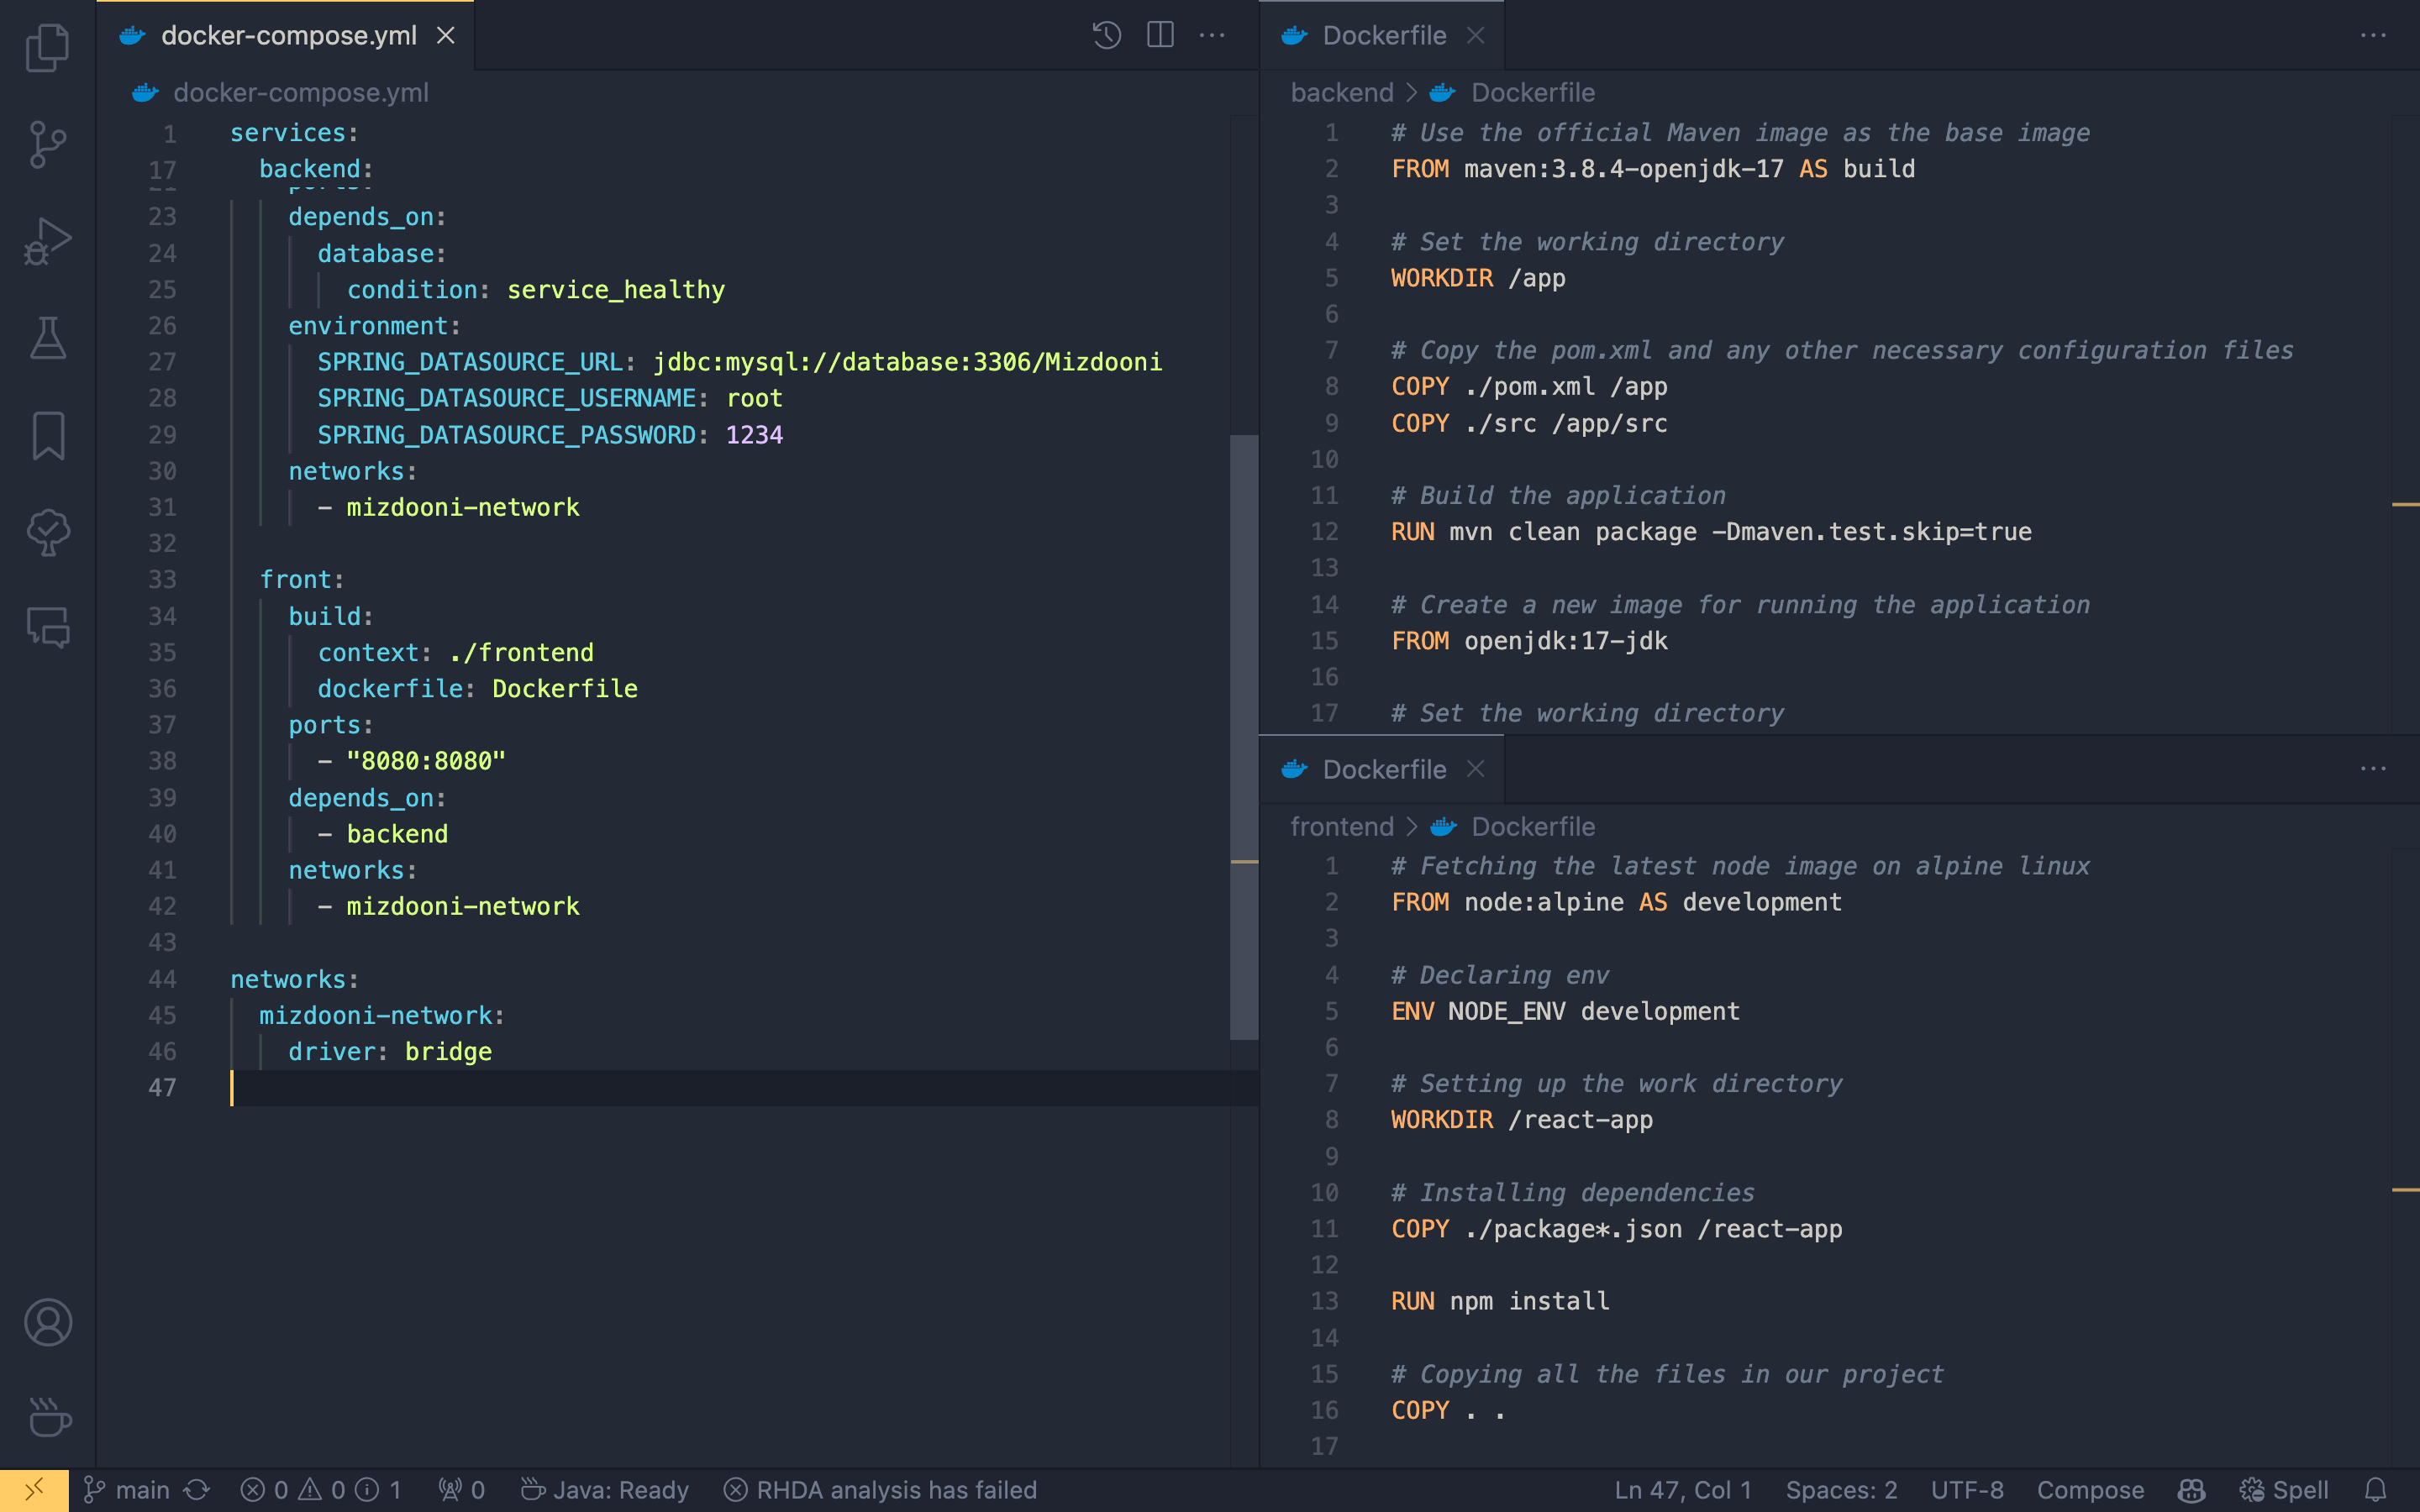 docker-compose.yml
docker-compose.yml
1 services:
17   backend:
23     depends_on:
24       database:
25         condition: service_healthy
26     environment:
27       SPRING_DATASOURCE_URL: jdbc:mysql://database:3306/Mizdooni
28       SPRING_DATASOURCE_USERNAME: root
29       SPRING_DATASOURCE_PASSWORD: 1234
30     networks:
31       - mizdooni-network
32
33   front:
34     build:
35       context: ./frontend
36       dockerfile: Dockerfile
37     ports:
38       - "8080:8080"
39     depends_on:
40       - backend
41     networks:
42       - mizdooni-network
43
44 networks:
45   mizdooni-network:
46     driver: bridge
47
Dockerfile
backend > Dockerfile
1 # Use the official Maven image as the base image
2 FROM maven:3.8.4-openjdk-17 AS build
3
4 # Set the working directory
5 WORKDIR /app
6
7 # Copy the pom.xml and any other necessary configuration files
8 COPY ./pom.xml /app
9 COPY ./src /app/src
10
11 # Build the application
12 RUN mvn clean package -Dmaven.test.skip=true
13
14 # Create a new image for running the application
15 FROM openjdk:17-jdk
16
17 # Set the working directory
Dockerfile
frontend > Dockerfile
1 # Fetching the latest node image on alpine linux
2 FROM node:alpine AS development
3
4 # Declaring env
5 ENV NODE_ENV development
6
7 # Setting up the work directory
8 WORKDIR /react-app
9
10 # Installing dependencies
11 COPY ./package*.json /react-app
12
13 RUN npm install
14
15 # Copying all the files in our project
16 COPY . .
17
main 0 0 1 0 Java: Ready RHDA analysis has failed Ln 47, Col 1 Spaces: 2 UTF-8 Compose Spell